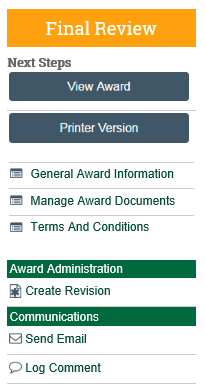 Final Review
Next Steps
View Award
Printer Version
General Award Information
Manage Award Documents
Terms And Conditions
Award Administration
Create Revision
Communications
Send Email
Log Comment